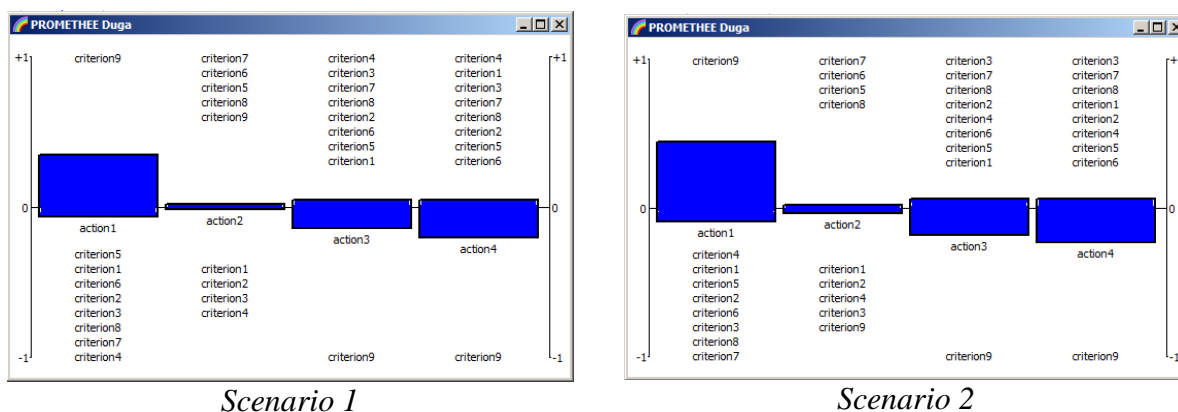 PROMETHEE Duga
+1 criterion9 criterion7 criterion4 criterion4 +1
criterion6 criterion3 criterion1
criterion5 criterion7 criterion3
criterion8 criterion8 criterion7
criterion9 criterion2 criterion8
criterion6 criterion2
criterion5 criterion5
criterion1 criterion6
0 0
action1 action2 action3 action4
criterion5
criterion1 criterion1
criterion6 criterion2
criterion2 criterion3
criterion3 criterion4
criterion8
criterion7
-1 criterion4 criterion9 criterion9 -1
Scenario 1
PROMETHEE Duga
+1 criterion9 criterion7 criterion3 criterion3 +
criterion6 criterion7 criterion7
criterion5 criterion8 criterion8
criterion8 criterion2 criterion1
criterion4 criterion2
criterion6 criterion4
criterion5 criterion5
criterion1 criterion6
0 0
action1 action2 action3 action4
criterion4
criterion1 criterion1
criterion5 criterion2
criterion2 criterion4
criterion6 criterion3
criterion3 criterion9
criterion8
-1 criterion7 criterion9 criterion9 -1
Scenario 2